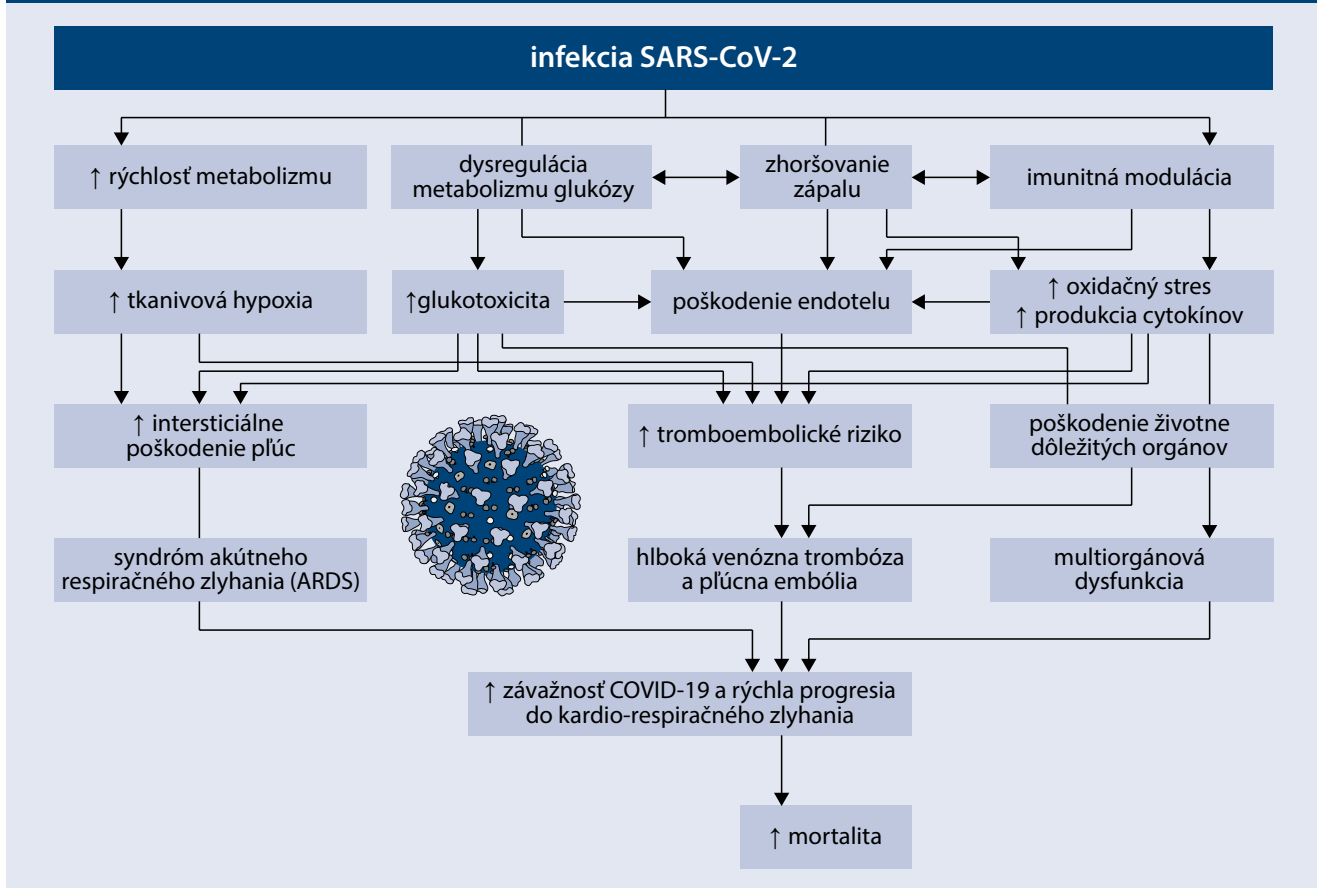 infekcia SARS-CoV-2
↑ rýchlosť metabolizmu
dysregulácia
metabolizmu glukózy
zhoršovanie
zápalu
imunitná modulácia
↑ tkanivová hypoxia
↑glukotoxicita
poškodenie endotelu
↑ oxidačný stres
↑ produkcia cytokínov
↑ intersticiálne
poškodenie pľúc
↑ tromboembolické riziko
poškodenie životne
dôležitých orgánov
syndróm akútneho
respiračného zlyhania (ARDS)
hlboká venózna trombóza
a pľúcna embólia
multiorgánová
dysfunkcia
↑ závažnosť COVID-19 a rýchla progresia
do kardio-respiračného zlyhania
↑ mortalita